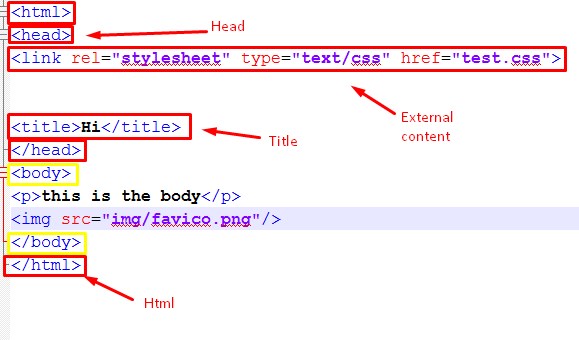 <html>
<head>
Head
<link rel="stylesheet" type="text/css" href="test.css">
External
content
<title>Hi</title>
Title
</head>
<body>
<p>this is the body</p>
<img src="img/favico.png"/>
</body>
</html>
Html